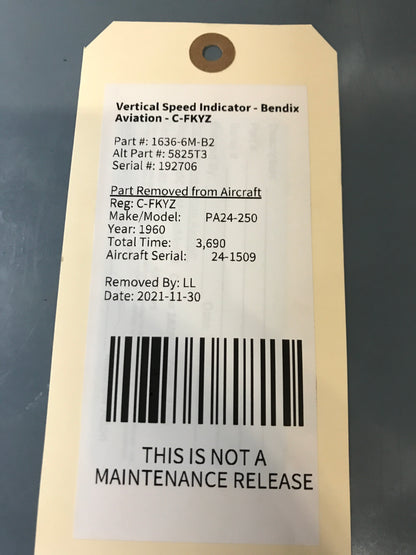 Vertical Speed Indicator - Bendix
Aviation - C-FKYZ
Part #: 1636-6M-B2
Alt Part #: 5825T3
Serial #: 192706
Part Removed from Aircraft
Reg: C-FKYZ
Make/Model: PA24-250
Year: 1960
Total Time: 3,690
Aircraft Serial: 24-1509
Removed By: LL
Date: 2021-11-30
THIS IS NOT A
MAINTENANCE RELEASE